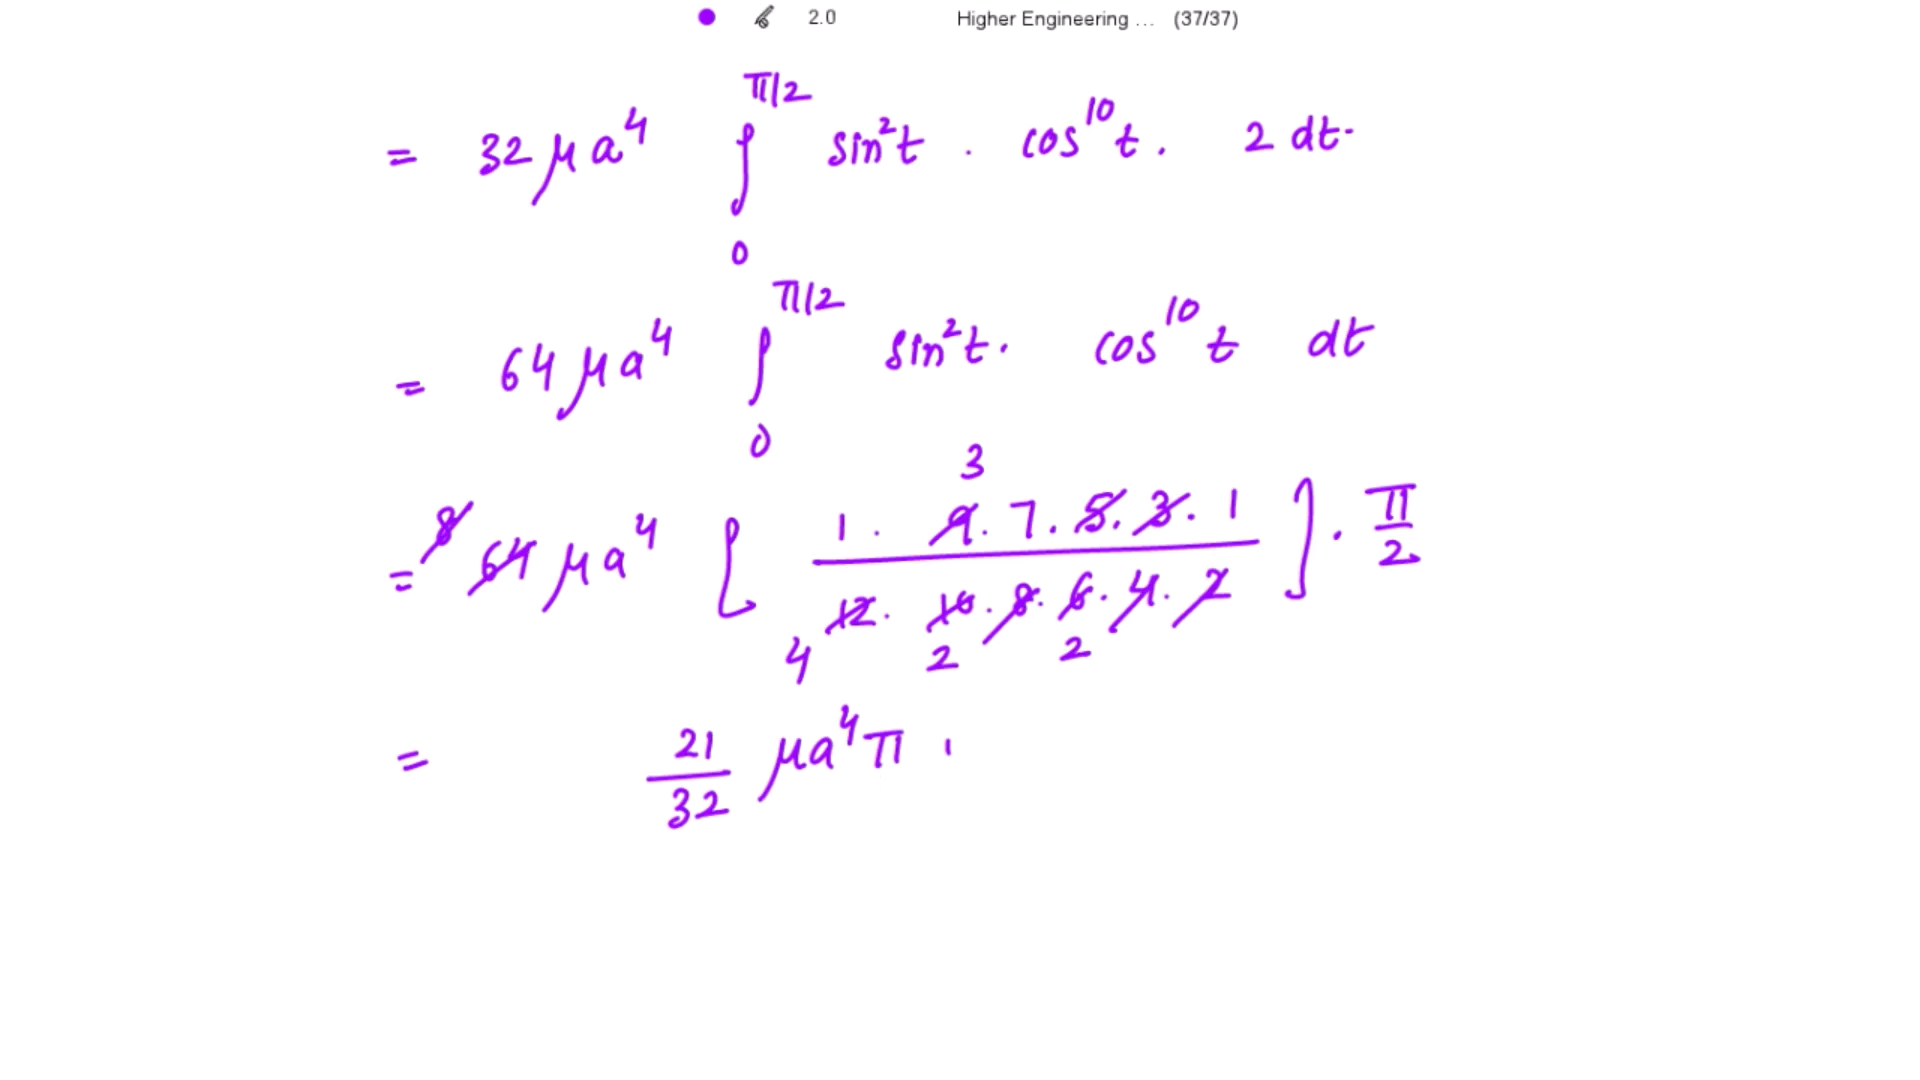 2.0 Higher Engineering ... (37/37)
= 32 μa⁴ ∫₀^{π/2} sin²t . cos¹⁰t . 2 dt.
= 64 μa⁴ ∫₀^{π/2} sin²t . cos¹⁰t dt
= 8 64 μa⁴ [ 1 . 9 . 7 . 5 . 3 . 1 / 12 . 10 . 8 . 6 . 4 . 2 ] . π/2
3
4 2 2
= 21/32 μa⁴π .